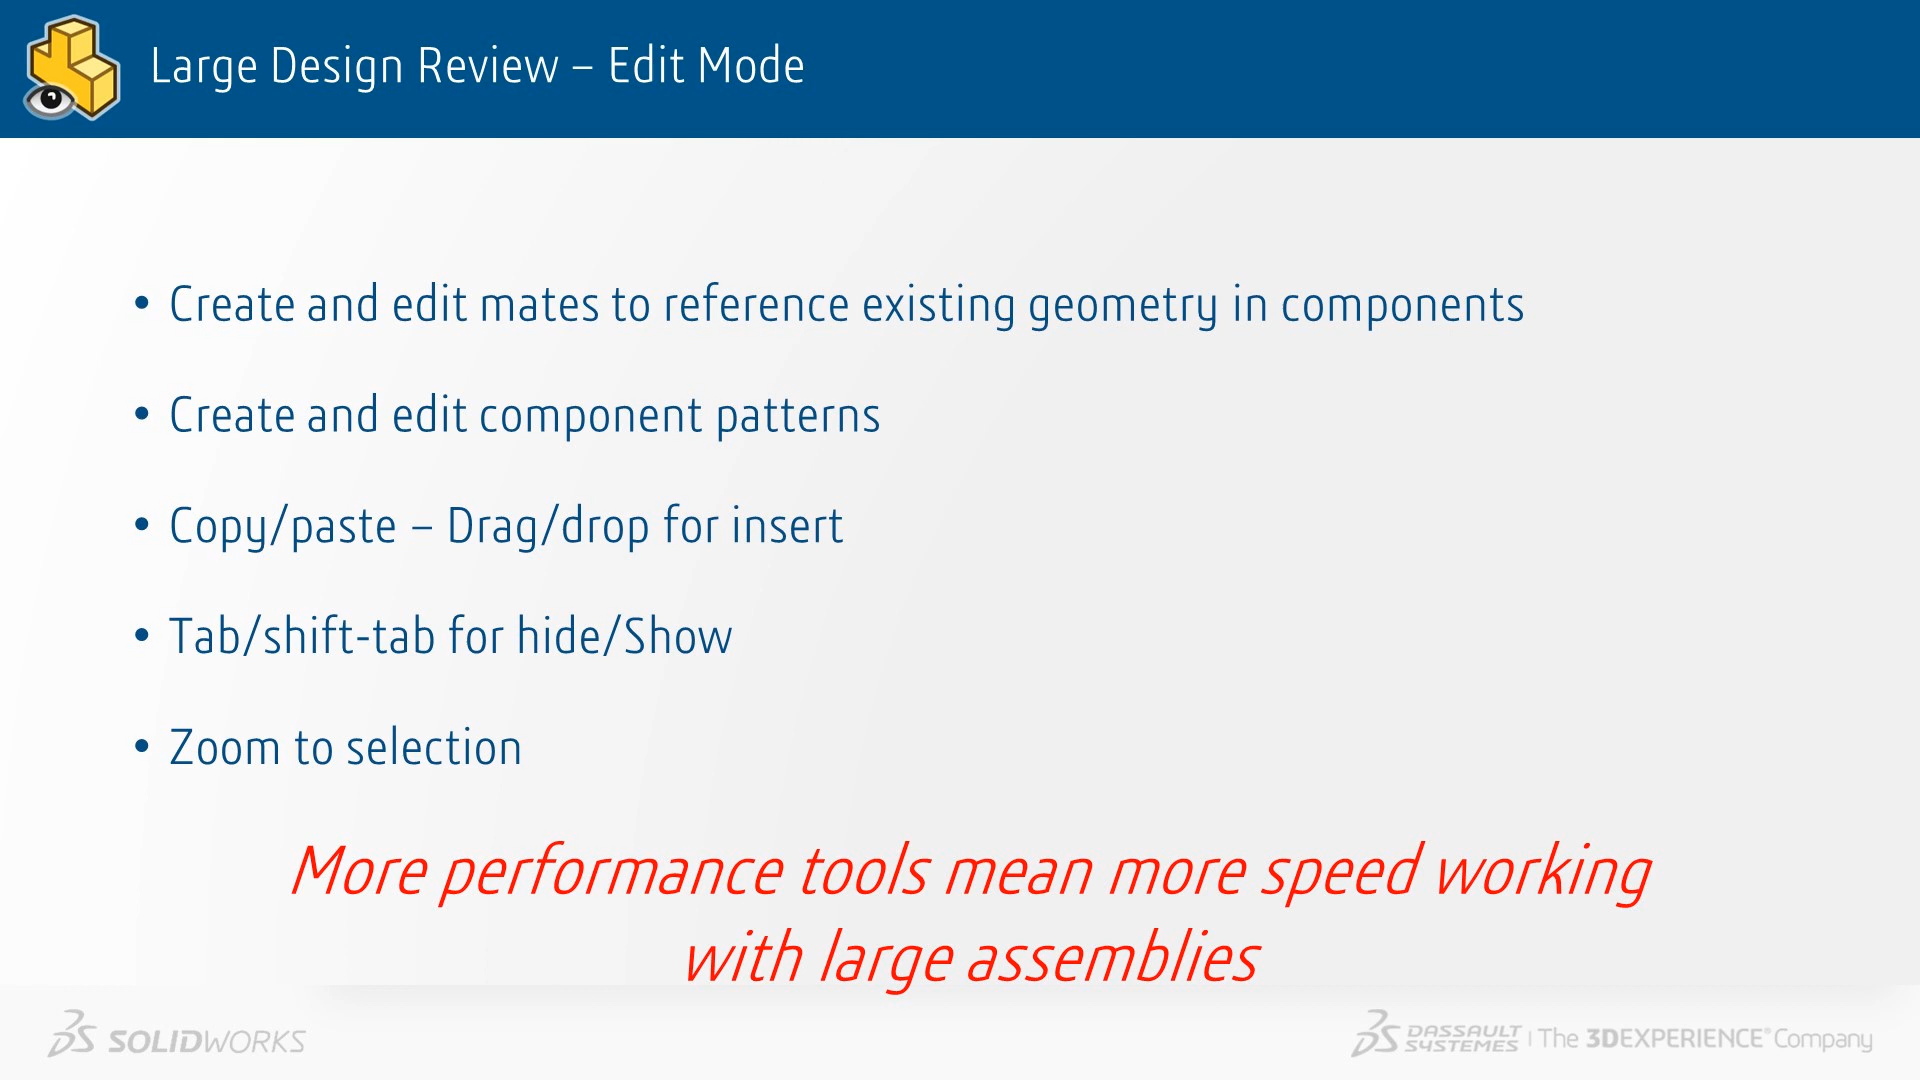 Large Design Review – Edit Mode
• Create and edit mates to reference existing geometry in components
• Create and edit component patterns
• Copy/paste – Drag/drop for insert
• Tab/shift-tab for hide/Show
• Zoom to selection
More performance tools mean more speed working
with large assemblies
SOLIDWORKS
DASSAULT SYSTEMES | The 3DEXPERIENCE® Company